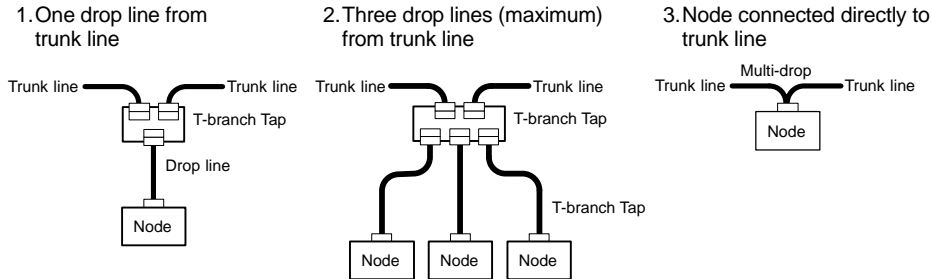 1. One drop line from
trunk line
Trunk line
Trunk line
T-branch Tap
Drop line
Node
2. Three drop lines (maximum)
from trunk line
Trunk line
Trunk line
T-branch Tap
T-branch Tap
Node
Node
Node
3. Node connected directly to
trunk line
Multi-drop
Trunk line
Trunk line
Node